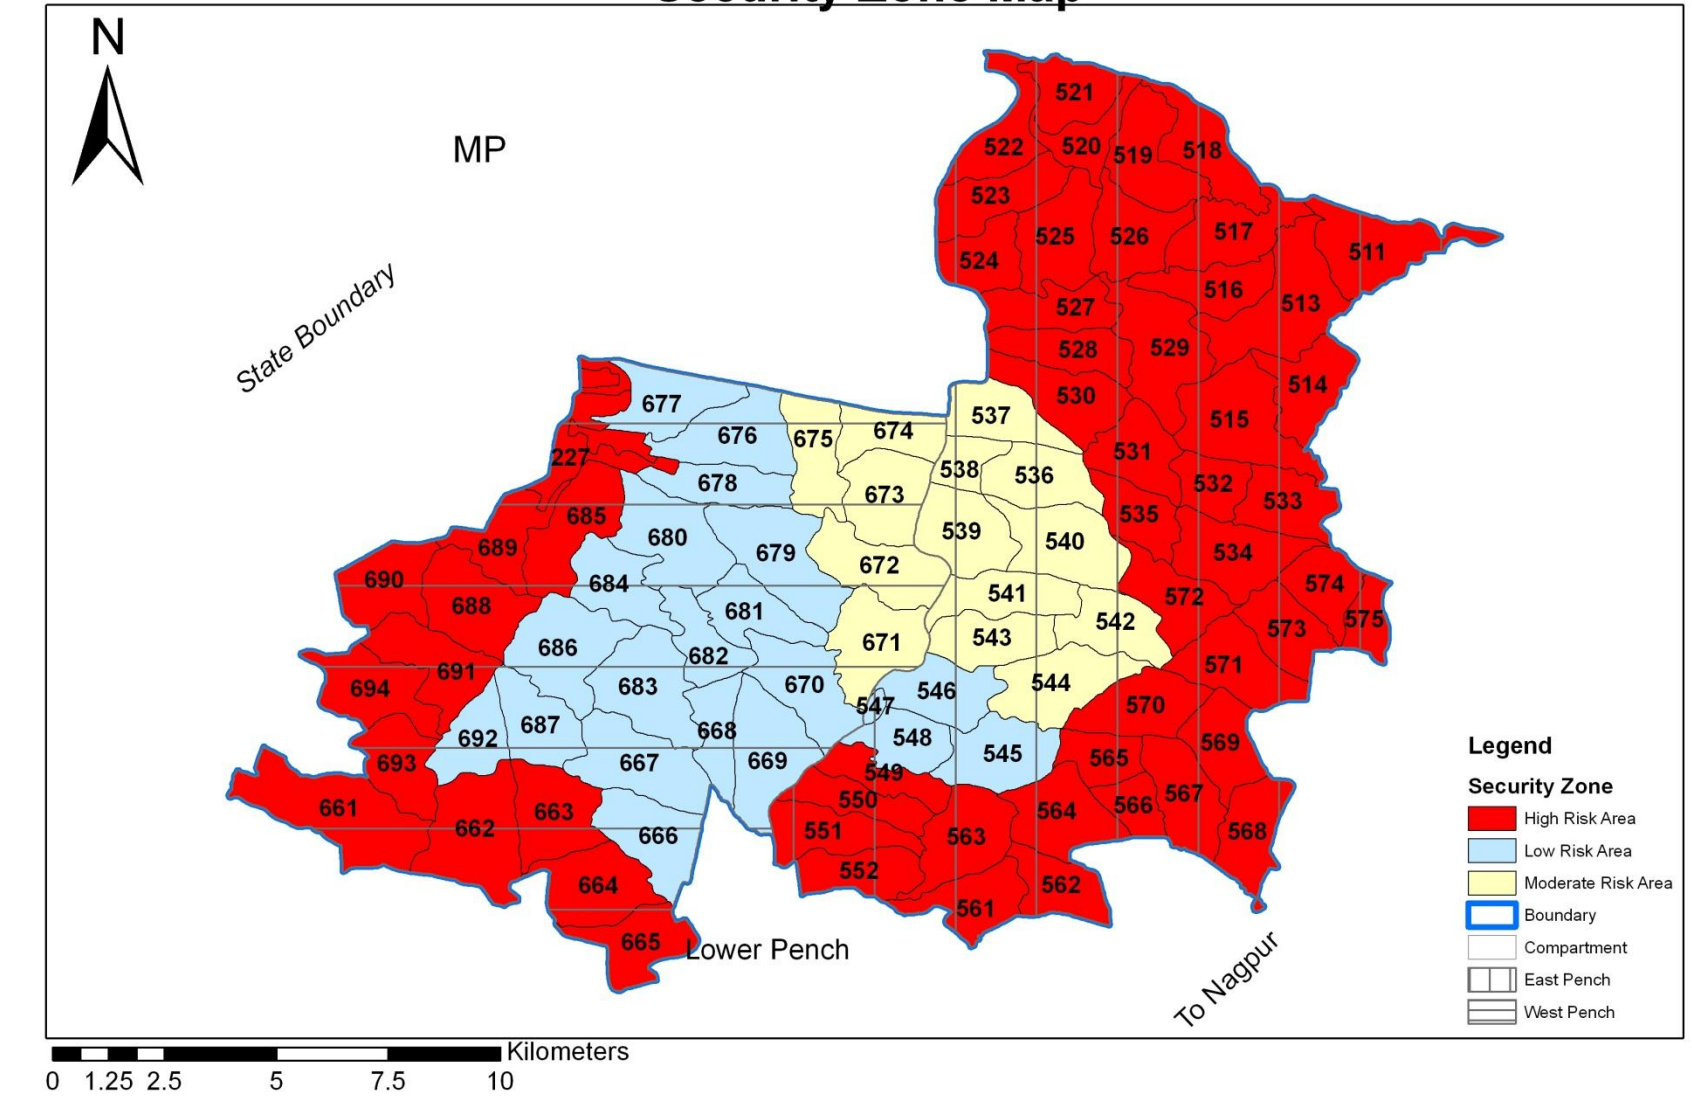 Security Zone Map
N
MP
State Boundary
521
522 520 519 518
523
525 526 517 511
524
516 513
527
528 529
530 514
677 537 515
676 675 674
227 531
678 538 536 532
673 533
685 535
689 680 679 539 540 534
690 684 672
688 681 541 572 574
542 573 575
686 682 671 543
691 571
694 683 670 546 544
547 570
692 687 668 548 545 569
693 667 669 549 565
661 663 550 564 566 567
662 666 551 563 568
664 552 562
665 561
Lower Pench
To Nagpur
Legend
Security Zone
High Risk Area
Low Risk Area
Moderate Risk Area
Boundary
Compartment
East Pench
West Pench
Kilometers
0 1.25 2.5 5 7.5 10